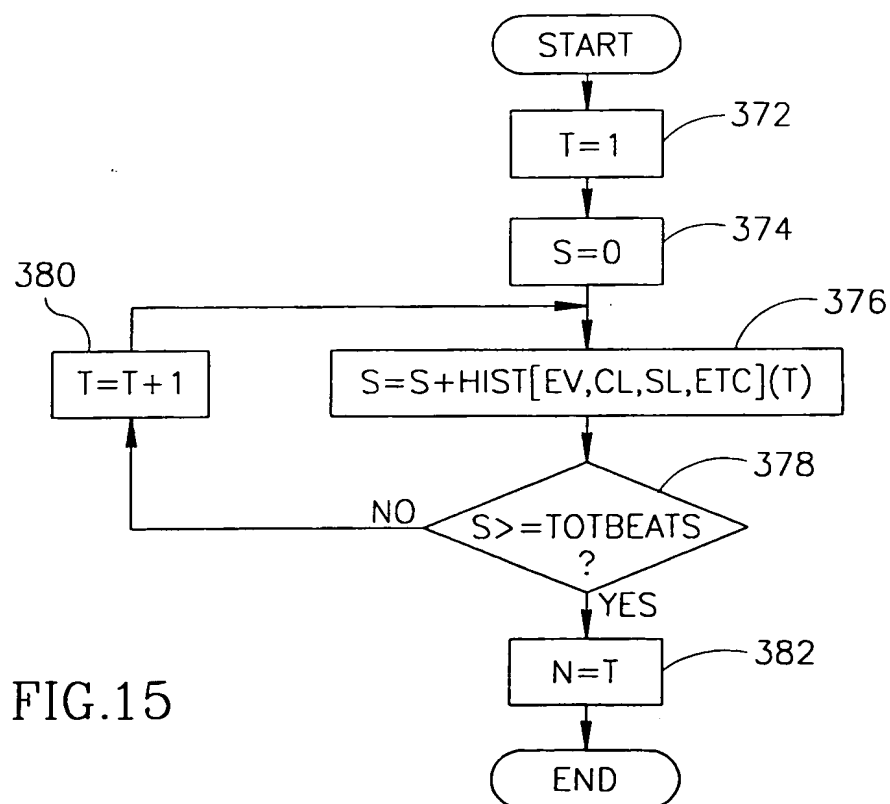 START
372
T=1
374
S=0
380
376
T=T+1
S=S+HIST[EV,CL,SL,ETC](T)
378
NO
S>=TOTBEATS
?
YES
382
N=T
FIG.15
END